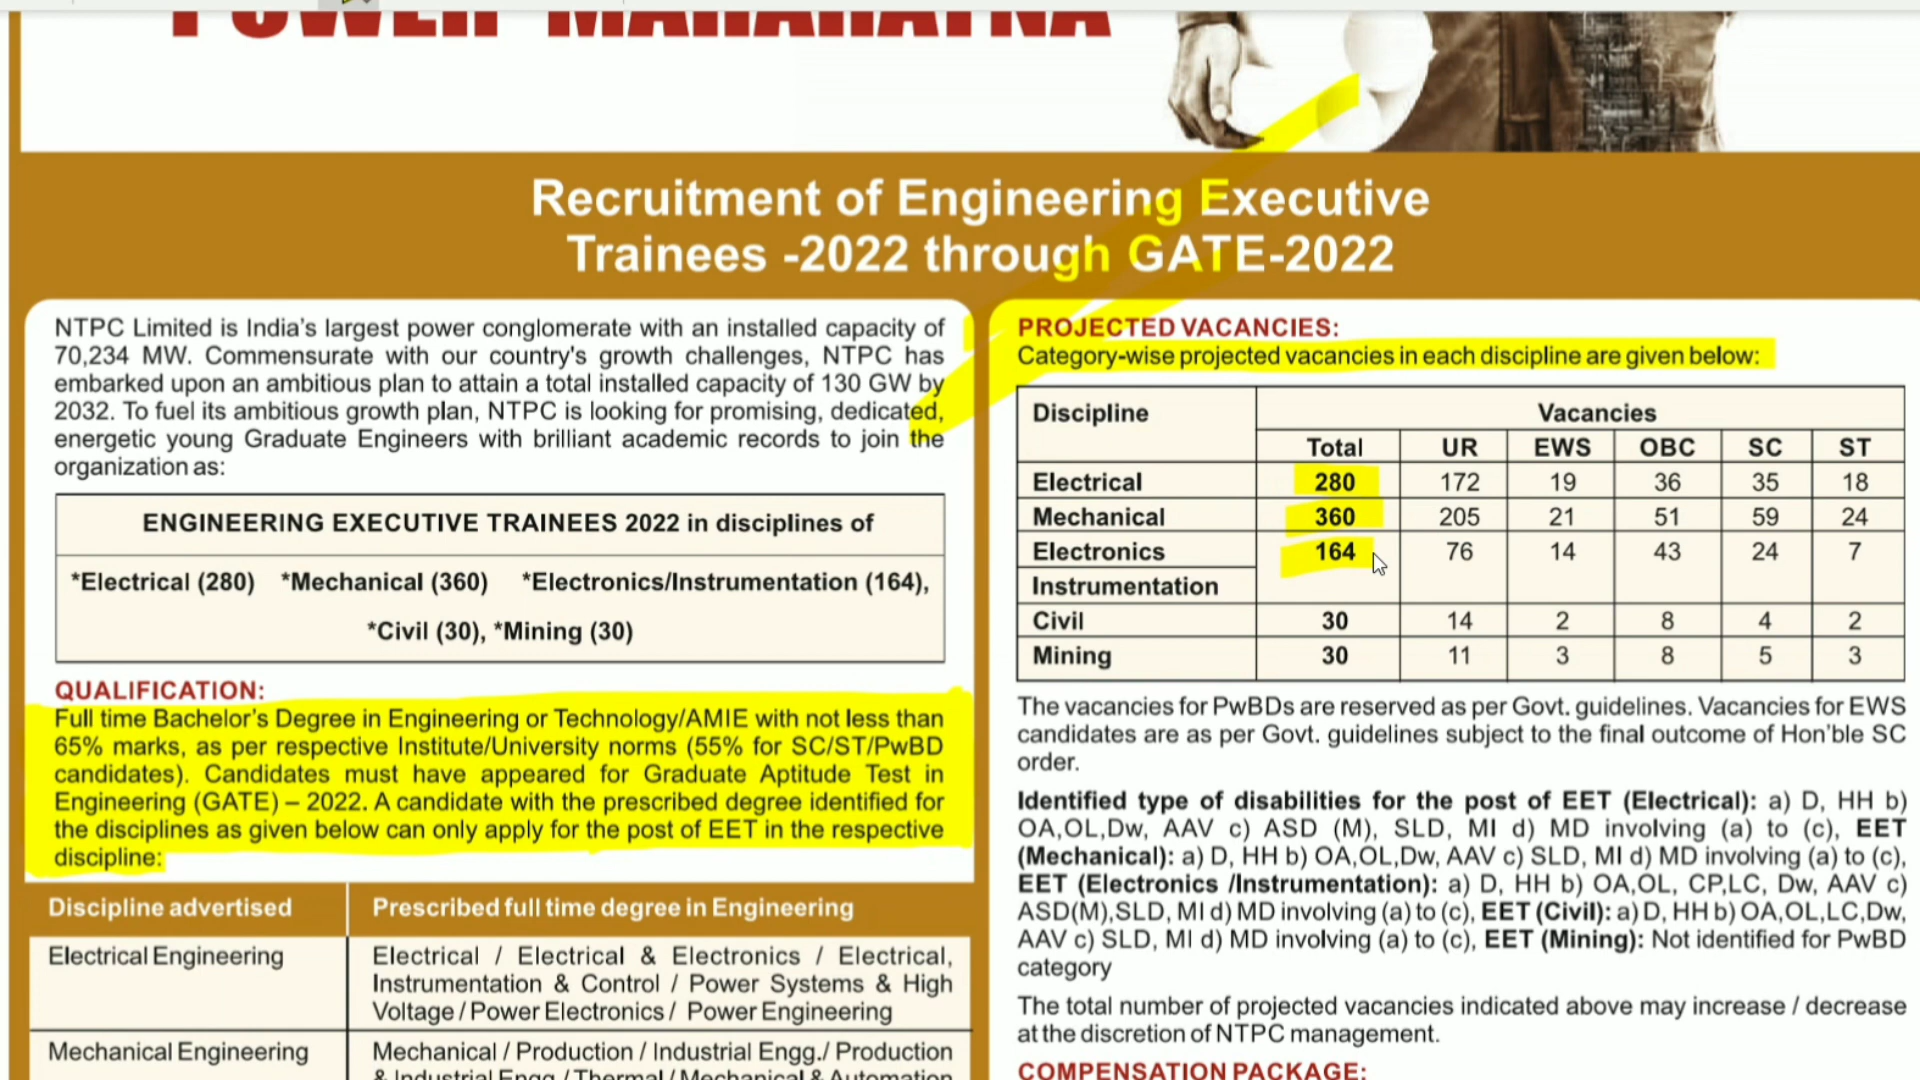 POWER MAHARATNA
Recruitment of Engineering Executive
Trainees -2022 through GATE-2022
NTPC Limited is India's largest power conglomerate with an installed capacity of
70,234 MW. Commensurate with our country's growth challenges, NTPC has
embarked upon an ambitious plan to attain a total installed capacity of 130 GW by
2032. To fuel its ambitious growth plan, NTPC is looking for promising, dedicated,
energetic young Graduate Engineers with brilliant academic records to join the
organization as:
ENGINEERING EXECUTIVE TRAINEES 2022 in disciplines of
*Electrical (280) *Mechanical (360) *Electronics/Instrumentation (164),
*Civil (30), *Mining (30)
QUALIFICATION:
Full time Bachelor's Degree in Engineering or Technology/AMIE with not less than
65% marks, as per respective Institute/University norms (55% for SC/ST/PwBD
candidates). Candidates must have appeared for Graduate Aptitude Test in
Engineering (GATE) – 2022. A candidate with the prescribed degree identified for
the disciplines as given below can only apply for the post of EET in the respective
discipline:
Discipline advertised Prescribed full time degree in Engineering
Electrical Engineering Electrical / Electrical & Electronics / Electrical,
Instrumentation & Control / Power Systems & High
Voltage / Power Electronics / Power Engineering
Mechanical Engineering Mechanical / Production / Industrial Engg./ Production
& Industrial Engg./ Thermal / Mechanical & Automation
PROJECTED VACANCIES:
Category-wise projected vacancies in each discipline are given below:
Discipline Vacancies
Total UR EWS OBC SC ST
Electrical 280 172 19 36 35 18
Mechanical 360 205 21 51 59 24
Electronics 164 76 14 43 24 7
Instrumentation
Civil 30 14 2 8 4 2
Mining 30 11 3 8 5 3
The vacancies for PwBDs are reserved as per Govt. guidelines. Vacancies for EWS
candidates are as per Govt. guidelines subject to the final outcome of Hon'ble SC
order.
Identified type of disabilities for the post of EET (Electrical): a) D, HH b)
OA,OL,Dw, AAV c) ASD (M), SLD, MI d) MD involving (a) to (c), EET
(Mechanical): a) D, HH b) OA,OL,Dw, AAV c) SLD, MI d) MD involving (a) to (c),
EET (Electronics /Instrumentation): a) D, HH b) OA,OL, CP,LC, Dw, AAV c)
ASD(M),SLD, MI d) MD involving (a) to (c), EET (Civil): a) D, HH b) OA,OL,LC,Dw,
AAV c) SLD, MI d) MD involving (a) to (c), EET (Mining): Not identified for PwBD
category
The total number of projected vacancies indicated above may increase / decrease
at the discretion of NTPC management.
COMPENSATION PACKAGE: